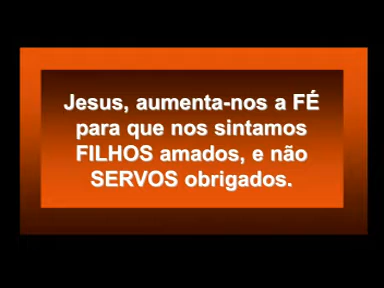 Jesus, aumenta-nos a FÉ
para que nos sintamos
FILHOS amados, e não
SERVOS obrigados.